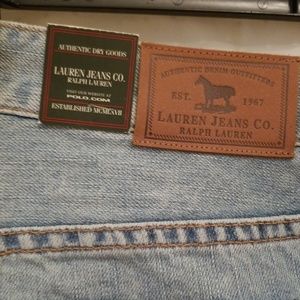 AUTHENTIC DRY GOODS
LAUREN JEANS CO.
RALPH LAUREN
VISIT OUR WEBSITE AT
POLO.COM
ESTABLISHED MCMLXVII
AUTHENTIC DENIM OUTFITTERS
EST. 1967
LAUREN JEANS CO.
RALPH LAUREN